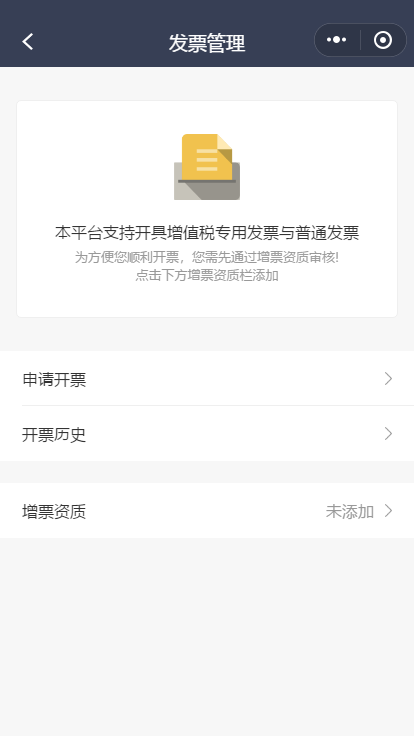 发票管理
本平台支持开具增值税专用发票与普通发票
为方便您顺利开票，您需先通过增票资质审核!
点击下方增票资质栏添加
申请开票
开票历史
增票资质 未添加